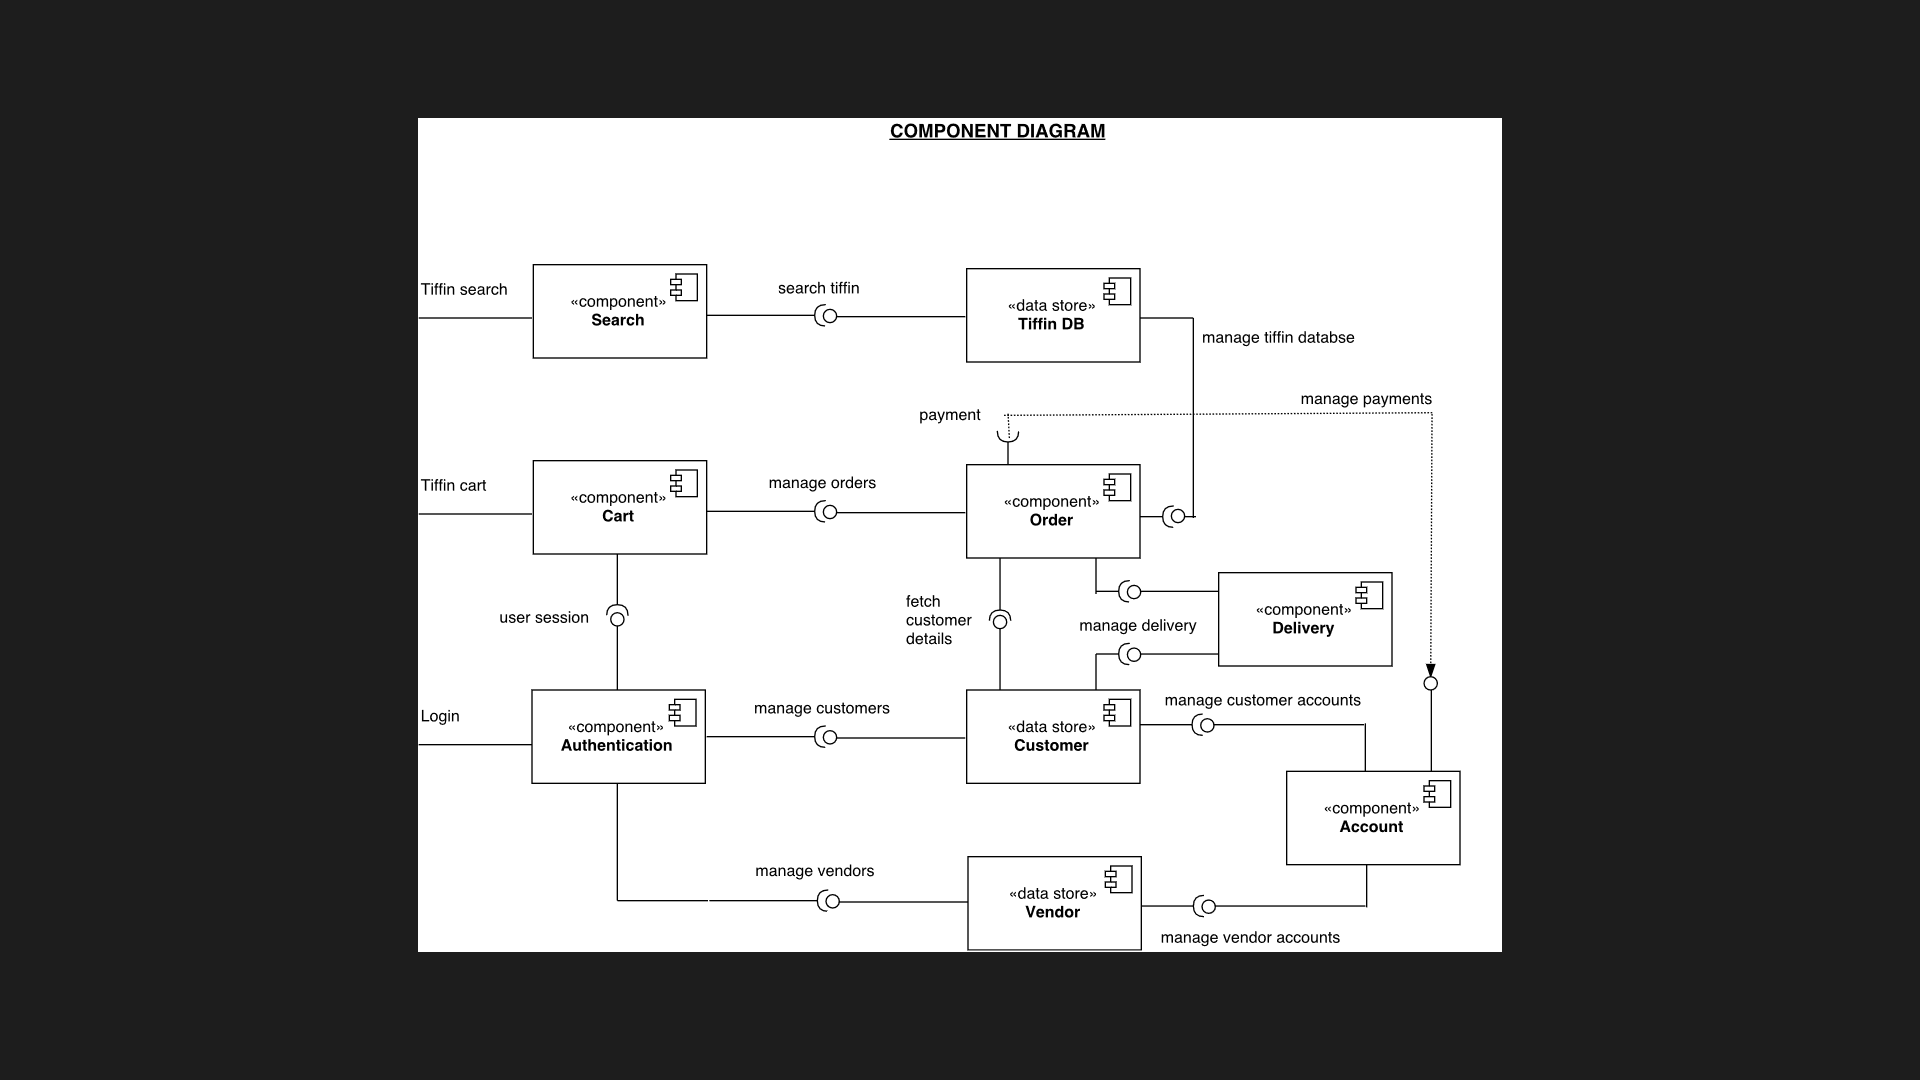 COMPONENT DIAGRAM
Tiffin search
«component»
Search
search tiffin
«data store»
Tiffin DB
manage tiffin databse
manage payments
payment
Tiffin cart
«component»
Cart
manage orders
«component»
Order
user session
fetch
customer
details
manage delivery
«component»
Delivery
Login
«component»
Authentication
manage customers
«data store»
Customer
manage customer accounts
«component»
Account
manage vendors
«data store»
Vendor
manage vendor accounts